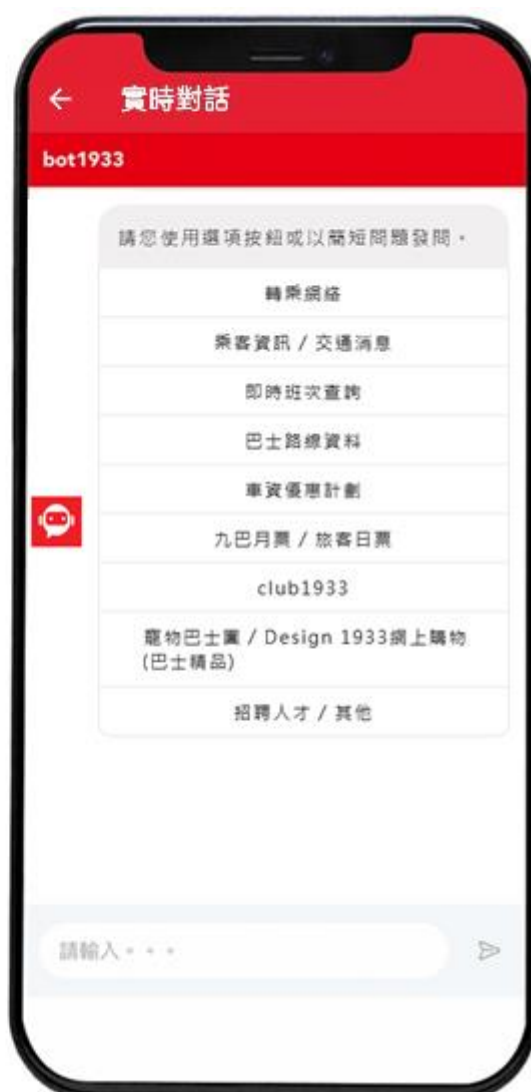 實時對話
bot1933
請您使用選項按鈕或以簡短問題發問。
轉乘網絡
乘客資訊 / 交通消息
即時班次查詢
巴士路線資料
車資優惠計劃
九巴月票 / 旅客日票
club1933
寵物巴士團 / Design 1933網上購物
(巴士精品)
招聘人才 / 其他
請輸入。。。